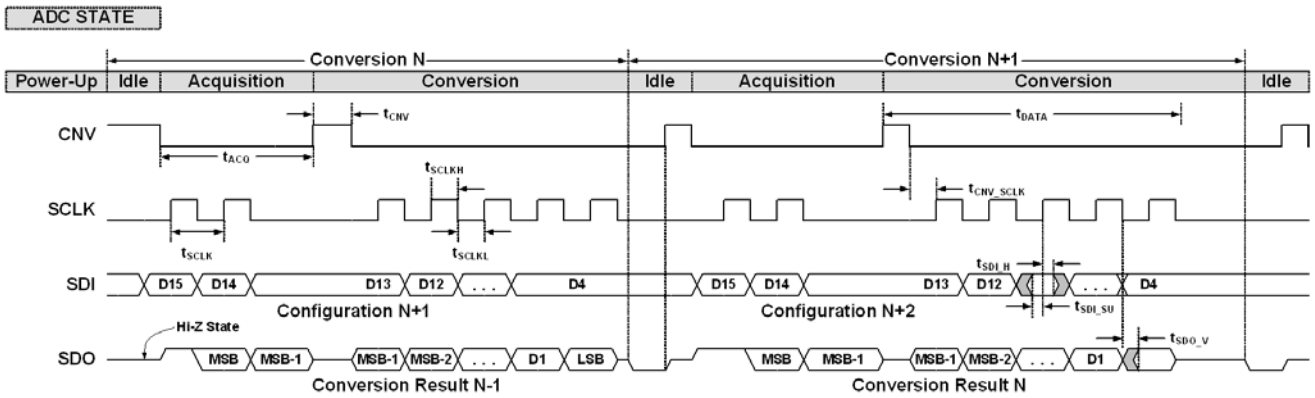 ADC STATE
Conversion N
Conversion N+1
Power-Up Idle Acquisition Conversion Idle Acquisition Conversion Idle
CNV
tCNV
tDATA
tACQ
SCLK
tSCLKH
tCNV_SCLK
tSCLK
tSCLKL
SDI
D15 D14 D13 D12 ... D4 D15 D14 D13 D12 ... D4
tSDI_H
tSDI_SU
Configuration N+1
Configuration N+2
Hi-Z State
SDO
MSB MSB-1 MSB-1 MSB-2 ... D1 LSB MSB MSB-1 MSB-1 MSB-2 ... D1
tSDO_V
Conversion Result N-1
Conversion Result N